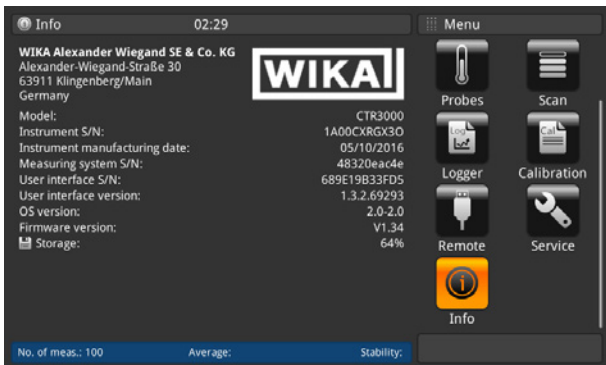 Info 02:29
WIKA Alexander Wiegand SE & Co. KG
Alexander-Wiegand-Straße 30
63911 Klingenberg/Main
Germany
WIKA
Model: CTR3000
Instrument S/N: 1A00CXRGX3O
Instrument manufacturing date: 05/10/2016
Measuring system S/N: 48320eac4e
User interface S/N: 689E19B33FD5
User interface version: 1.3.2.69293
OS version: 2.0-2.0
Firmware version: V1.34
Storage: 64%
No. of meas.: 100 Average: Stability:
Menu
Probes Scan
Log Cal
Logger Calibration
Remote Service
Info